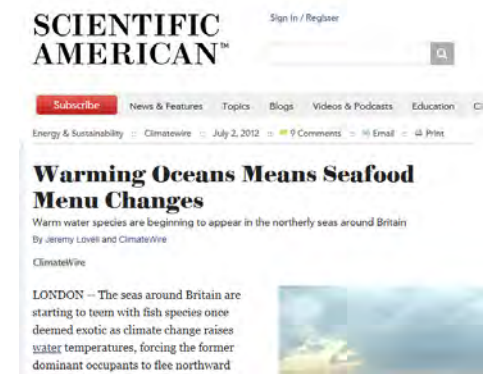 SCIENTIFIC
AMERICAN™
Sign In / Register
Subscribe News & Features Topics Blogs Videos & Podcasts Education
Energy & Sustainability :: Climatewire :: July 2, 2012 :: 9 Comments :: Email :: Print
Warming Oceans Means Seafood
Menu Changes
Warm water species are beginning to appear in the northerly seas around Britain
By Jeremy Lovell and ClimateWire
ClimateWire
LONDON -- The seas around Britain are
starting to teem with fish species once
deemed exotic as climate change raises
water temperatures, forcing the former
dominant occupants to flee northward